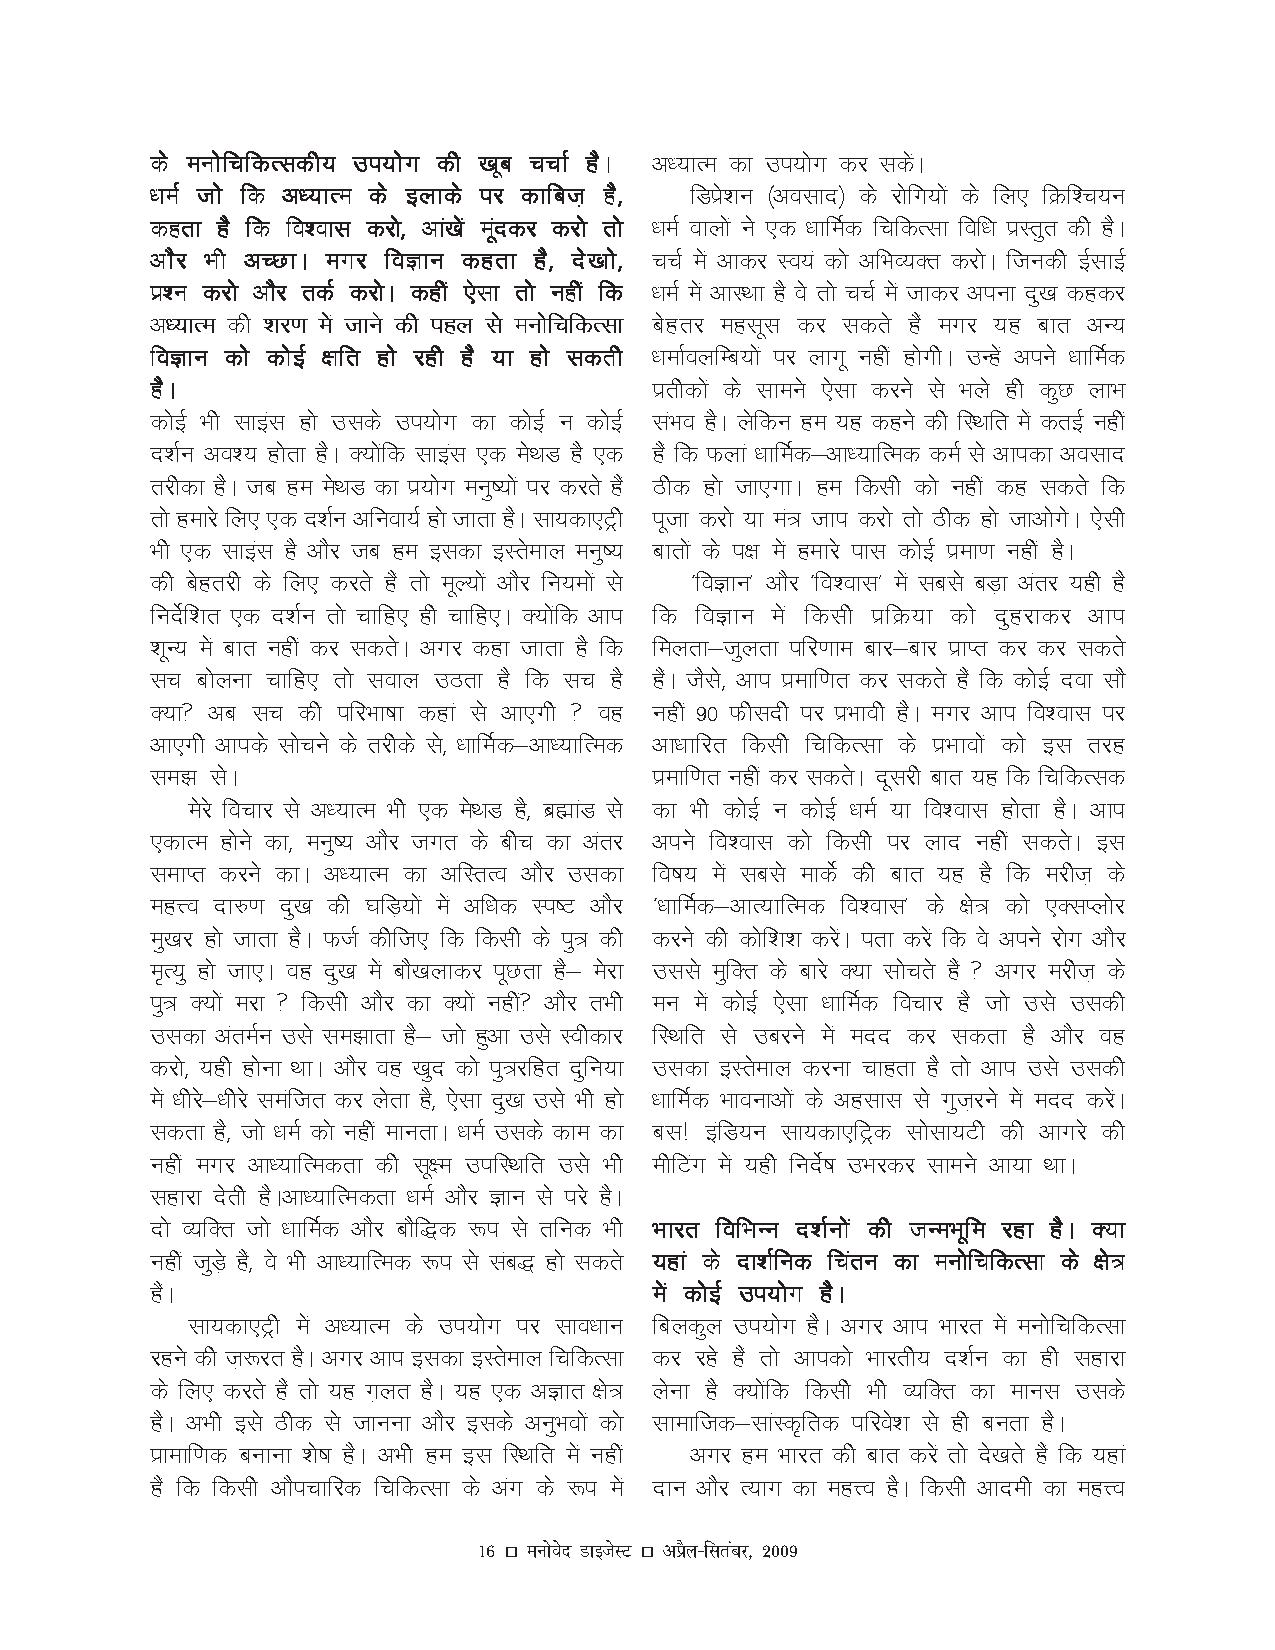 के मनोचिकित्सकीय उपयोग की खूब चर्चा है।
धर्म जो कि अध्यात्म के इलाके पर काबिज़ है,
कहता है कि विश्वास करो, आंखें मूंदकर करो तो
और भी अच्छा। मगर विज्ञान कहता है, देखो,
प्रश्न करो और तर्क करो। कहीं ऐसा तो नहीं कि
अध्यात्म की शरण में जाने की पहल से मनोचिकित्सा
विज्ञान को कोई क्षति हो रही है या हो सकती
है।
कोई भी साइंस हो उसके उपयोग का कोई न कोई
दर्शन अवश्य होता है। क्योंकि साइंस एक मेथड है एक
तरीका है। जब हम मेथड का प्रयोग मनुष्यों पर करते है
तो हमारे लिए एक दर्शन अनिवार्य हो जाता है। सायकाएट्री
भी एक साइंस है और जब हम इसका इस्तेमाल मनुष्य
की बेहतरी के लिए करते है तो मूल्यों और नियमों से
निर्देशित एक दर्शन तो चाहिए ही चाहिए। क्योंकि आप
शून्य में बात नहीं कर सकते। अगर कहा जाता है कि
सच बोलना चाहिए तो सवाल उठता है कि सच है
क्या? अब सच की परिभाषा कहां से आएगी ? वह
आएगी आपके सोचने के तरीके से, धार्मिक–आध्यात्मिक
समझ से।
मेरे विचार से अध्यात्म भी एक मेथड है, ब्रह्मांड से
एकात्म होने का, मनुष्य और जगत के बीच का अंतर
समाप्त करने का। अध्यात्म का अस्तित्व और उसका
महत्त्व दारुण दुख की घड़ियों में अधिक स्पष्ट और
मुखर हो जाता है। फर्ज कीजिए कि किसी के पुत्र की
मृत्यु हो जाए। वह दुख में बौखलाकर पूछता है– मेरा
पुत्र क्यों मरा ? किसी और का क्यों नहीं? और तभी
उसका अंतर्मन उसे समझाता है– जो हुआ उसे स्वीकार
करो, यही होना था। और वह खुद को पुत्ररहित दुनिया
में धीरे–धीरे समंजित कर लेता है, ऐसा दुख उसे भी हो
सकता है, जो धर्म को नहीं मानता। धर्म उसके काम का
नहीं मगर आध्यात्मिकता की सूक्ष्म उपस्थिति उसे भी
सहारा देती है।आध्यात्मिकता धर्म और ज्ञान से परे है।
दो व्यक्ति जो धार्मिक और बौद्धिक रूप से तनिक भी
नहीं जुड़े है, वे भी आध्यात्मिक रूप से संबद्ध हो सकते
है।
सायकाएट्री में अध्यात्म के उपयोग पर सावधान
रहने की ज़रूरत है। अगर आप इसका इस्तेमाल चिकित्सा
के लिए करते है तो यह ग़लत है। यह एक अज्ञात क्षेत्र
है। अभी इसे ठीक से जानना और इसके अनुभवों को
प्रामाणिक बनाना शेष है। अभी हम इस स्थिति में नहीं
है कि किसी औपचारिक चिकित्सा के अंग के रूप में
अध्यात्म का उपयोग कर सकें।
डिप्रेशन (अवसाद) के रोगियों के लिए क्रिश्चियन
धर्म वालों ने एक धार्मिक चिकित्सा विधि प्रस्तुत की है।
चर्च में आकर स्वयं को अभिव्यक्त करो। जिनकी ईसाई
धर्म में आस्था है वे तो चर्च में जाकर अपना दुख कहकर
बेहतर महसूस कर सकते है मगर यह बात अन्य
धर्मावलम्बियों पर लागू नहीं होगी। उन्हें अपने धार्मिक
प्रतीकों के सामने ऐसा करने से भले ही कुछ लाभ
संभव है। लेकिन हम यह कहने की स्थिति में कतई नहीं
है कि फलां धार्मिक–आध्यात्मिक कर्म से आपका अवसाद
ठीक हो जाएगा। हम किसी को नहीं कह सकते कि
पूजा करो या मंत्र जाप करो तो ठीक हो जाओगे। ऐसी
बातों के पक्ष में हमारे पास कोई प्रमाण नहीं है।
'विज्ञान' और 'विश्वास' में सबसे बड़ा अंतर यही है
कि विज्ञान में किसी प्रक्रिया को दुहराकर आप
मिलता–जुलता परिणाम बार–बार प्राप्त कर कर सकते
है। जैसे, आप प्रमाणित कर सकते है कि कोई दवा सौ
नहीं 90 फीसदी पर प्रभावी है। मगर आप विश्वास पर
आधारित किसी चिकित्सा के प्रभावों को इस तरह
प्रमाणित नहीं कर सकते। दूसरी बात यह कि चिकित्सक
का भी कोई न कोई धर्म या विश्वास होता है। आप
अपने विश्वास को किसी पर लाद नहीं सकते। इस
विषय में सबसे मार्के की बात यह है कि मरीज़ के
'धार्मिक–आत्यात्मिक विश्वास' के क्षेत्र को एक्सप्लोर
करने की कोशिश करें। पता करें कि वे अपने रोग और
उससे मुक्ति के बारे क्या सोचते है ? अगर मरीज़ के
मन में कोई ऐसा धार्मिक विचार है जो उसे उसकी
स्थिति से उबरने में मदद कर सकता है और वह
उसका इस्तेमाल करना चाहता है तो आप उसे उसकी
धार्मिक भावनाओं के अहसास से गुज़रने में मदद करें।
बस! इंडियन सायकाएट्रिक सोसायटी की आगरे की
मीटिंग में यही निर्देष उभरकर सामने आया था।
भारत विभिन्न दर्शनों की जन्मभूमि रहा है। क्या
यहां के दार्शनिक चिंतन का मनोचिकित्सा के क्षेत्र
में कोई उपयोग है।
बिलकुल उपयोग है। अगर आप भारत में मनोचिकित्सा
कर रहे है तो आपको भारतीय दर्शन का ही सहारा
लेना है क्योंकि किसी भी व्यक्ति का मानस उसके
सामाजिक–सांस्कृतिक परिवेश से ही बनता है।
अगर हम भारत की बात करें तो देखते है कि यहां
दान और त्याग का महत्त्व है। किसी आदमी का महत्त्व
16 □ मनोवेद डाइजेस्ट □ अप्रैल-सितंबर, 2009